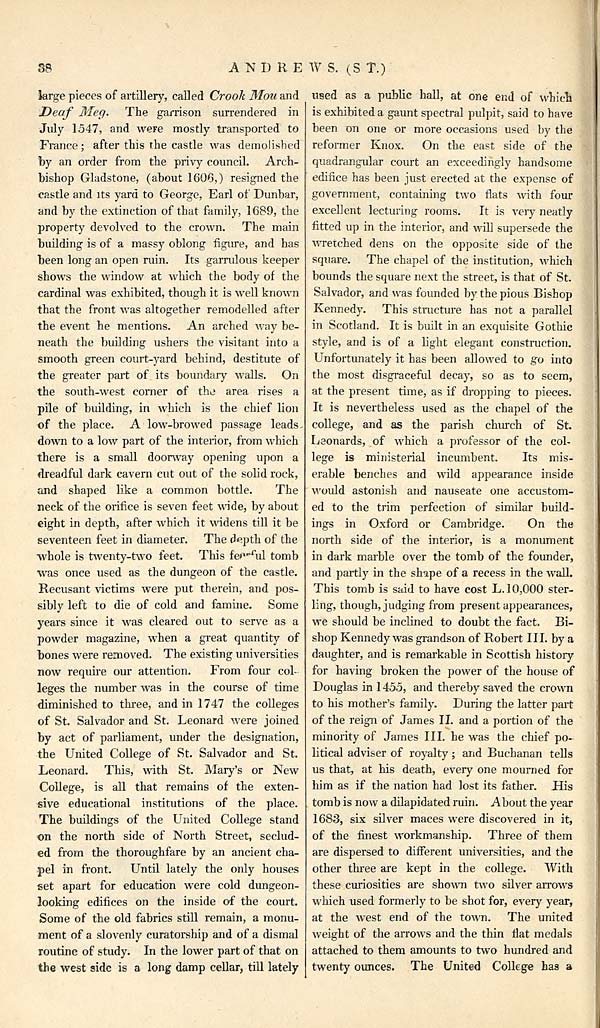 38
ANDREWS. (ST.)
large pieces of artillery, called Crook Mou and
Deaf Meg. The garrison surrendered in
July 1547, and were mostly transported to
France; after this the castle was demolished
by an order from the privy council. Arch-
bishop Gladstone, (about 1606,) resigned the
castle and its yard to George, Earl of Dunbar,
and by the extinction of that family, 1689, the
property devolved to the crown. The main
building is of a massy oblong figure, and has
been long an open ruin. Its garrulous keeper
shows the window at which the body of the
cardinal was exhibited, though it is well known
that the front was altogether remodelled after
the event he mentions. An arched way be-
neath the building ushers the visitant into a
smooth green court-yard behind, destitute of
the greater part of its boundary walls. On
the south-west corner of the area rises a
pile of building, in which is the chief lion
of the place. A low-browed passage leads
down to a low part of the interior, from which
there is a small doorway opening upon a
dreadful dark cavern cut out of the solid rock,
and shaped like a common bottle. The
neck of the orifice is seven feet wide, by about
eight in depth, after which it widens till it be
seventeen feet in diameter. The depth of the
whole is twenty-two feet. This fearful tomb
was once used as the dungeon of the castle.
Recusant victims were put therein, and pos-
sibly left to die of cold and famine. Some
years since it was cleared out to serve as a
powder magazine, when a great quantity of
bones were removed. The existing universities
now require our attention. From four col-
leges the number was in the course of time
diminished to three, and in 1747 the colleges
of St. Salvador and St. Leonard were joined
by act of parliament, under the designation,
the United College of St. Salvador and St.
Leonard. This, with St. Mary's or New
College, is all that remains of the exten-
sive educational institutions of the place.
The buildings of the United College stand
on the north side of North Street, seclud-
ed from the thoroughfare by an ancient cha-
pel in front. Until lately the only houses
set apart for education were cold dungeon-
looking edifices on the inside of the court.
Some of the old fabrics still remain, a monu-
ment of a slovenly curatorship and of a dismal
routine of study. In the lower part of that on
the west side is a long damp cellar, till lately
used as a public hall, at one end of which
is exhibited a gaunt spectral pulpit, said to have
been on one or more occasions used by the
reformer Knox. On the east side of the
quadrangular court an exceedingly handsome
edifice has been just erected at the expense of
government, containing two flats with four
excellent lecturing rooms. It is very neatly
fitted up in the interior, and will supersede the
wretched dens on the opposite side of the
square. The chapel of the institution, which
bounds the square next the street, is that of St.
Salvador, and was founded by the pious Bishop
Kennedy. This structure has not a parallel
in Scotland. It is built in an exquisite Gothic
style, and is of a light elegant construction.
Unfortunately it has been allowed to go into
the most disgraceful decay, so as to seem,
at the present time, as if dropping to pieces.
It is nevertheless used as the chapel of the
college, and as the parish church of St.
Leonards, of which a professor of the col-
lege is ministerial incumbent. Its mis-
erable benches and wild appearance inside
would astonish and nauseate one accustom-
ed to the trim perfection of similar build-
ings in Oxford or Cambridge. On the
north side of the interior, is a monument
in dark marble over the tomb of the founder,
and partly in the shape of a recess in the wall.
This tomb is said to have cost L.10,000 ster-
ling, though, judging from present appearances,
we should be inclined to doubt the fact. Bi-
shop Kennedy was grandson of Robert III. by a
daughter, and is remarkable in Scottish history
for having broken the power of the house of
Douglas in 1455, and thereby saved the crown
to his mother's family. During the latter part
of the reign of James II. and a portion of the
minority of James III. he was the chief po-
litical adviser of royalty; and Buchanan tells
us that, at his death, every one mourned for
him as if the nation had lost its father. His
tomb is now a dilapidated ruin. About the year
1683, six silver maces were discovered in it,
of the finest workmanship. Three of them
are dispersed to different universities, and the
other three are kept in the college. With
these curiosities are shown two silver arrows
which used formerly to be shot for, every year,
at the west end of the town. The united
weight of the arrows and the thin flat medals
attached to them amounts to two hundred and
twenty ounces. The United College has a